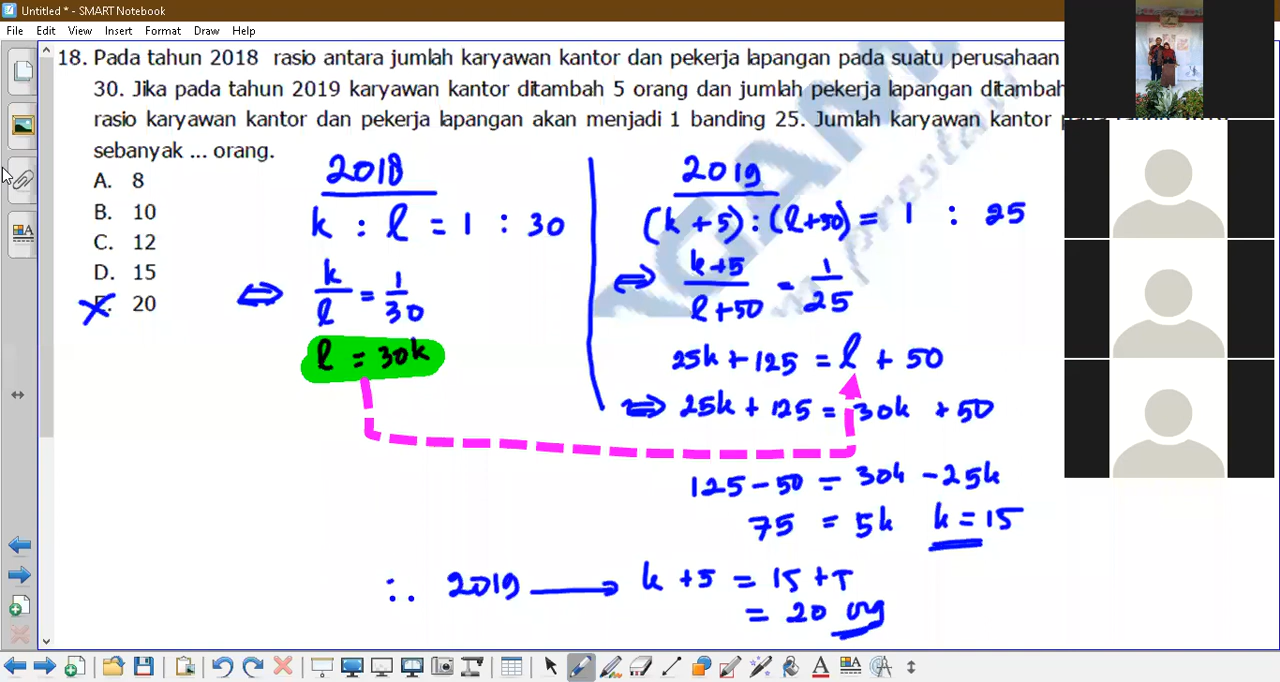 Untitled * - SMART Notebook
File Edit View Insert Format Draw Help
18. Pada tahun 2018 rasio antara jumlah karyawan kantor dan pekerja lapangan pada suatu perusahaan
30. Jika pada tahun 2019 karyawan kantor ditambah 5 orang dan jumlah pekerja lapangan ditambah
rasio karyawan kantor dan pekerja lapangan akan menjadi 1 banding 25. Jumlah karyawan kantor
sebanyak ... orang.
A. 8
B. 10
C. 12
D. 15
E. 20
2018
k : l = 1 : 30
⇔ k/l = 1/30
l = 30k
2019
(k + 5) : (l + 50) = 1 : 25
⇔ k+5/l+50 = 1/25
25k + 125 = l + 50
⇔ 25k + 125 = 30k + 50
125 - 50 = 30k - 25k
75 = 5k k = 15
∴ 2019 → k + 5 = 15 + 5
= 20 org